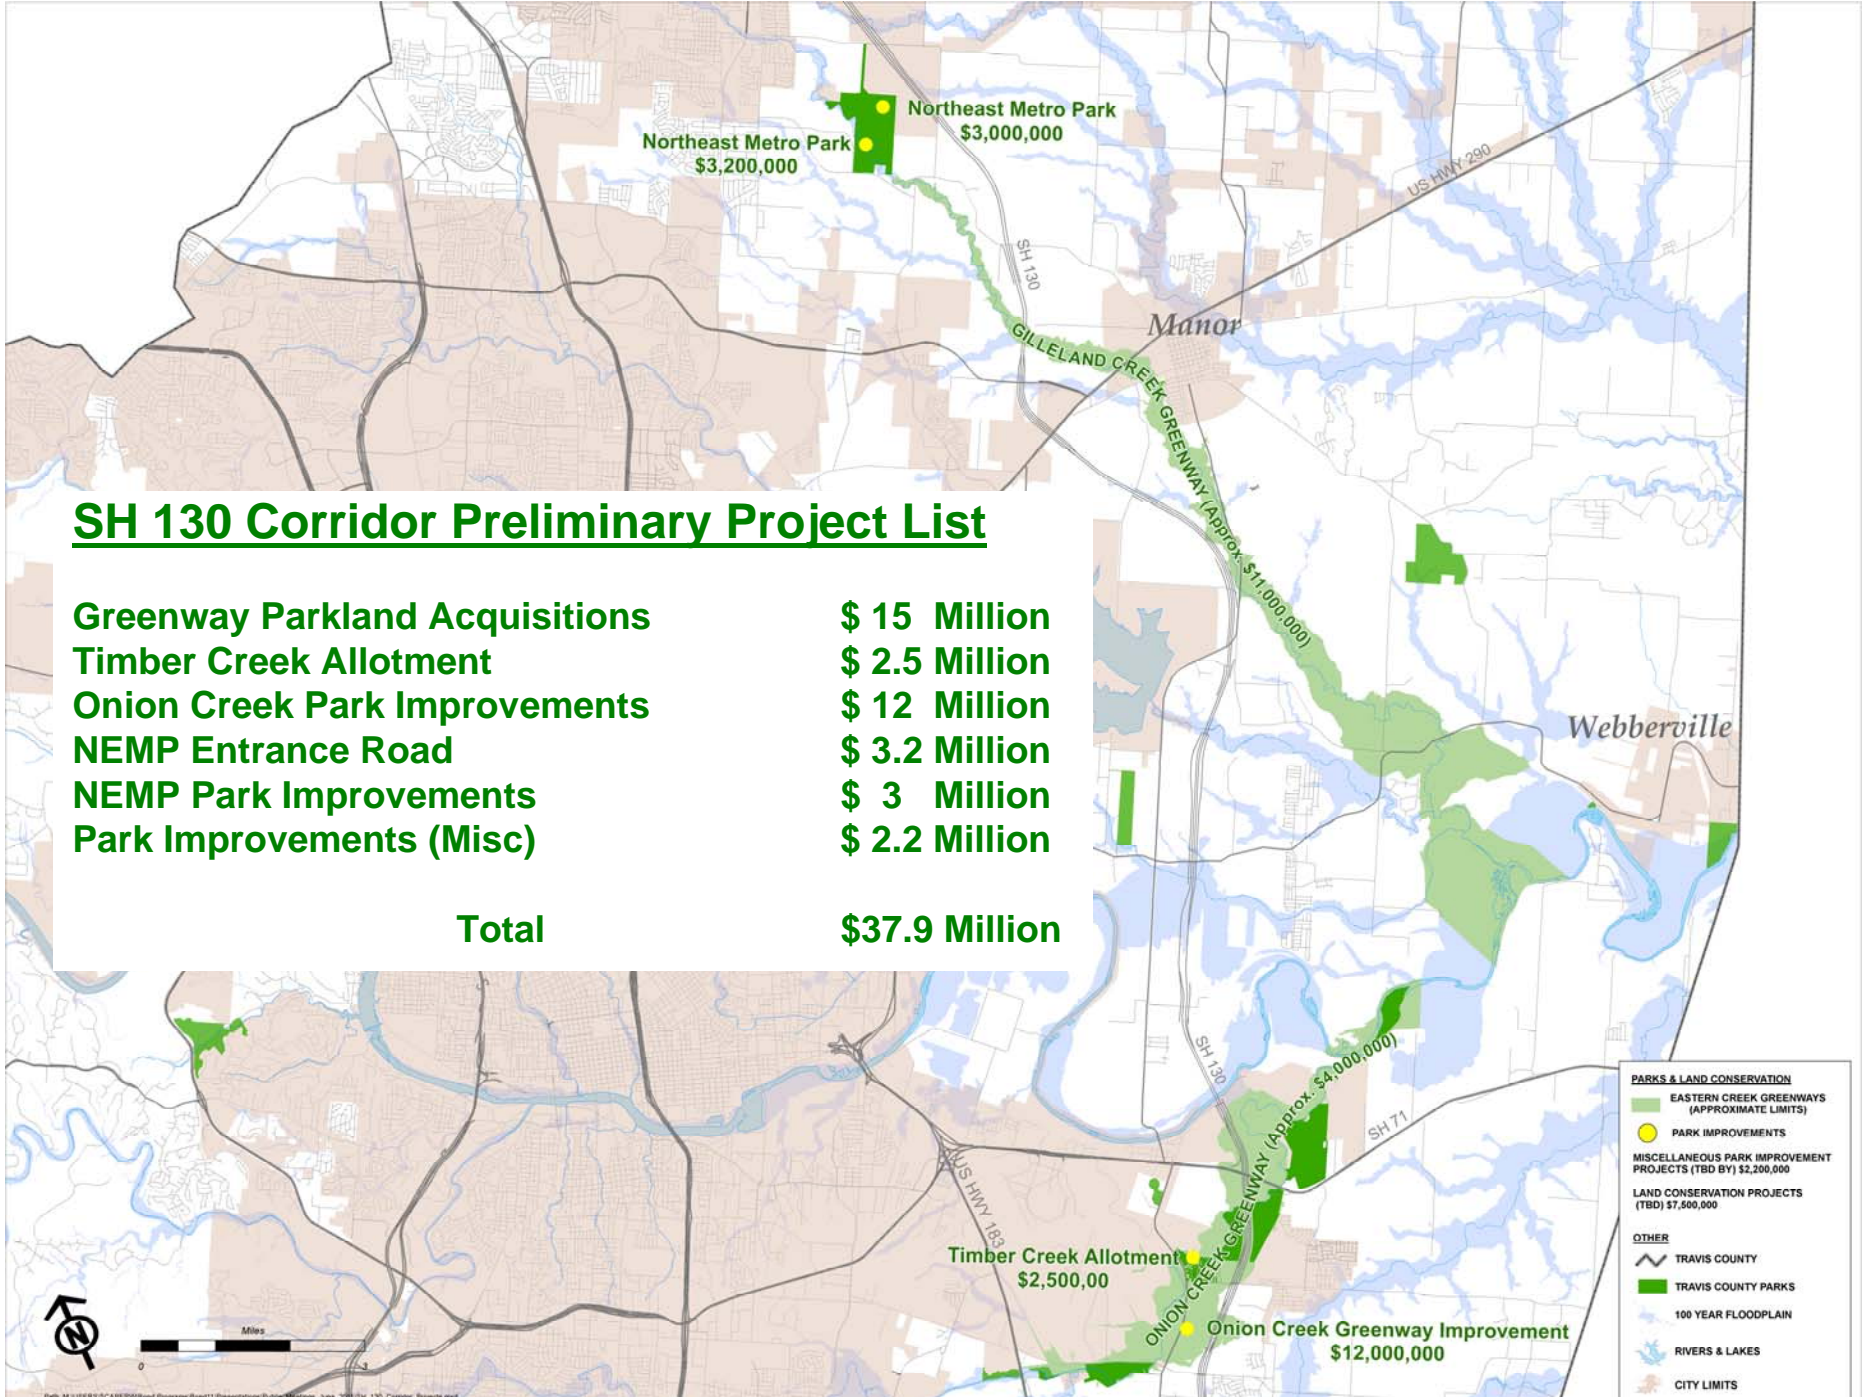 Northeast Metro Park
$3,000,000
Northeast Metro Park
$3,200,000
US HWY 290
SH 130
Manor
GILLELAND CREEK GREENWAY (Approx. $11,000,000)
SH 130 Corridor Preliminary Project List
Greenway Parkland Acquisitions $ 15 Million
Timber Creek Allotment $ 2.5 Million
Onion Creek Park Improvements $ 12 Million
NEMP Entrance Road $ 3.2 Million
NEMP Park Improvements $ 3 Million
Park Improvements (Misc) $ 2.2 Million
Total $37.9 Million
Webberville
SH 130
ONION CREEK GREENWAY (Approx. $4,000,000)
SH 71
US HWY 183
Timber Creek Allotment
$2,500,00
Onion Creek Greenway Improvement
$12,000,000
PARKS & LAND CONSERVATION
EASTERN CREEK GREENWAYS
(APPROXIMATE LIMITS)
PARK IMPROVEMENTS
MISCELLANEOUS PARK IMPROVEMENT
PROJECTS (TBD BY) $2,200,000
LAND CONSERVATION PROJECTS
(TBD) $7,500,000
OTHER
TRAVIS COUNTY
TRAVIS COUNTY PARKS
100 YEAR FLOODPLAIN
RIVERS & LAKES
CITY LIMITS
N
Miles
0 3